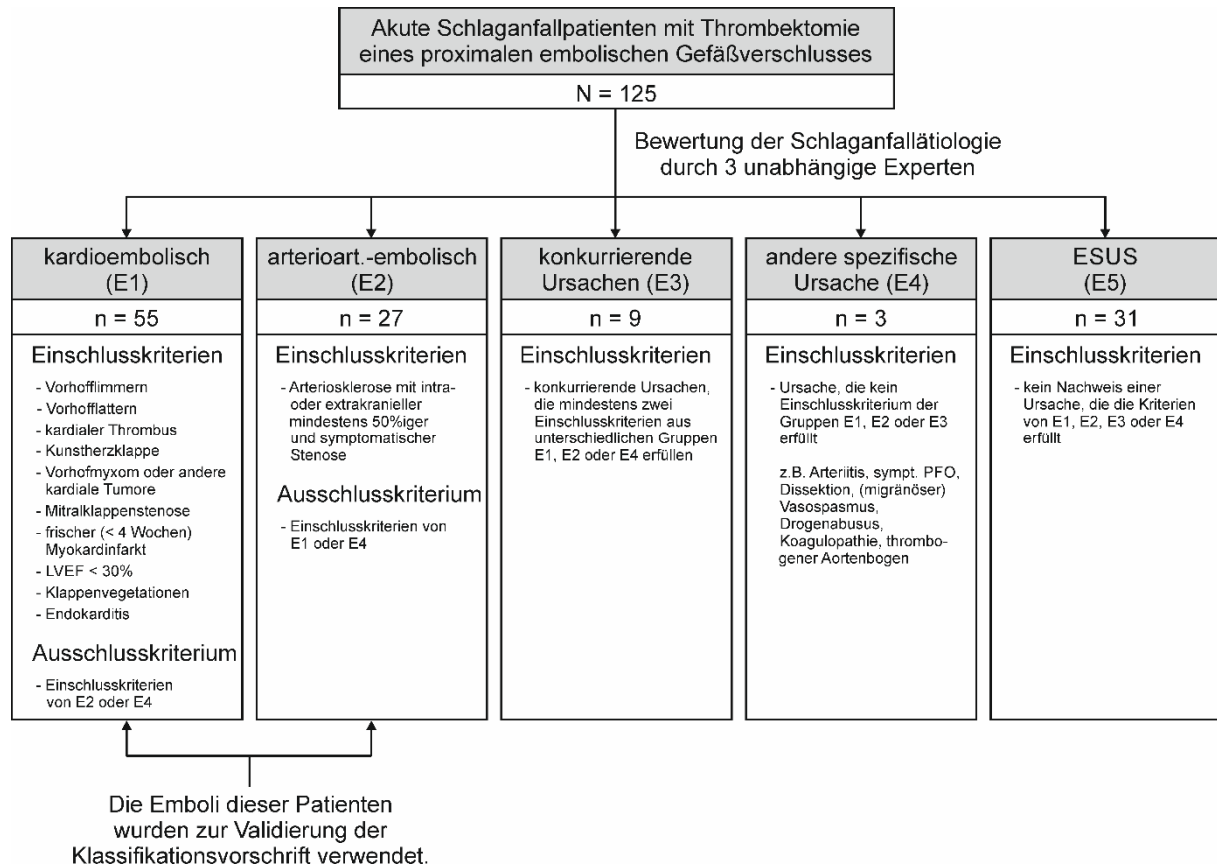 Akute Schlaganfallpatienten mit Thrombektomie
eines proximalen embolischen Gefäßverschlusses
N = 125
Bewertung der Schlaganfallätiologie
durch 3 unabhängige Experten
kardioembolisch
(E1)
n = 55
Einschlusskriterien
- Vorhofflimmern
- Vorhofflattern
- kardialer Thrombus
- Kunstherzklappe
- Vorhofmyxom oder andere
kardiale Tumore
- Mitralklappenstenose
- frischer (< 4 Wochen)
Myokardinfarkt
- LVEF < 30%
- Klappenvegetationen
- Endokarditis
Ausschlusskriterium
- Einschlusskriterien
von E2 oder E4
arterioart.-embolisch
(E2)
n = 27
Einschlusskriterien
- Arteriosklerose mit intra-
oder extrakranieller
mindestens 50%iger
und symptomatischer
Stenose
Ausschlusskriterium
- Einschlusskriterien von
E1 oder E4
konkurrierende
Ursachen (E3)
n = 9
Einschlusskriterien
- konkurrierende Ursachen,
die mindestens zwei
Einschlusskriterien aus
unterschiedlichen Gruppen
E1, E2 oder E4 erfüllen
andere spezifische
Ursache (E4)
n = 3
Einschlusskriterien
- Ursache, die kein
Einschlusskriterium der
Gruppen E1, E2 oder E3
erfüllt
z.B. Arteriitis, sympt. PFO,
Dissektion, (migränöser)
Vasospasmus,
Drogenabusus,
Koagulopathie, thrombo-
gener Aortenbogen
ESUS
(E5)
n = 31
Einschlusskriterien
- kein Nachweis einer
Ursache, die die Kriterien
von E1, E2, E3 oder E4
erfüllt
Die Emboli dieser Patienten
wurden zur Validierung der
Klassifikationsvorschrift verwendet.